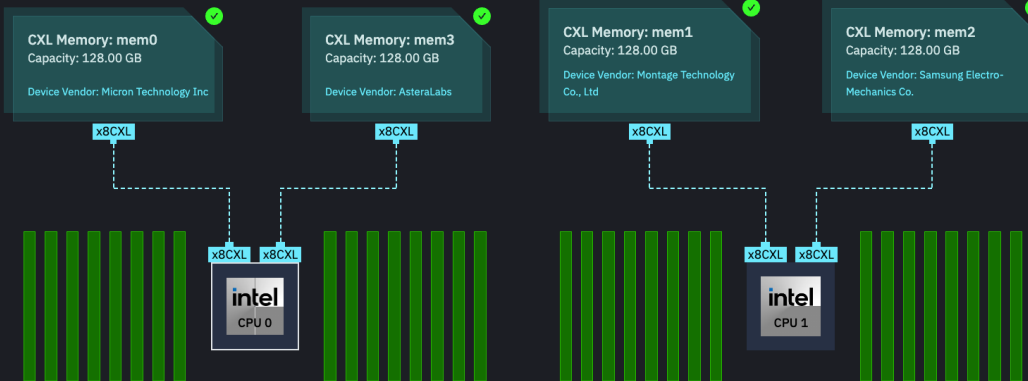 CXL Memory: mem0
Capacity: 128.00 GB
Device Vendor: Micron Technology Inc
x8CXL
CXL Memory: mem3
Capacity: 128.00 GB
Device Vendor: AsteraLabs
x8CXL
CXL Memory: mem1
Capacity: 128.00 GB
Device Vendor: Montage Technology
Co., Ltd
x8CXL
CXL Memory: mem2
Capacity: 128.00 GB
Device Vendor: Samsung Electro-
Mechanics Co.
x8CXL
x8CXL
x8CXL
intel
CPU 0
x8CXL
x8CXL
intel
CPU 1